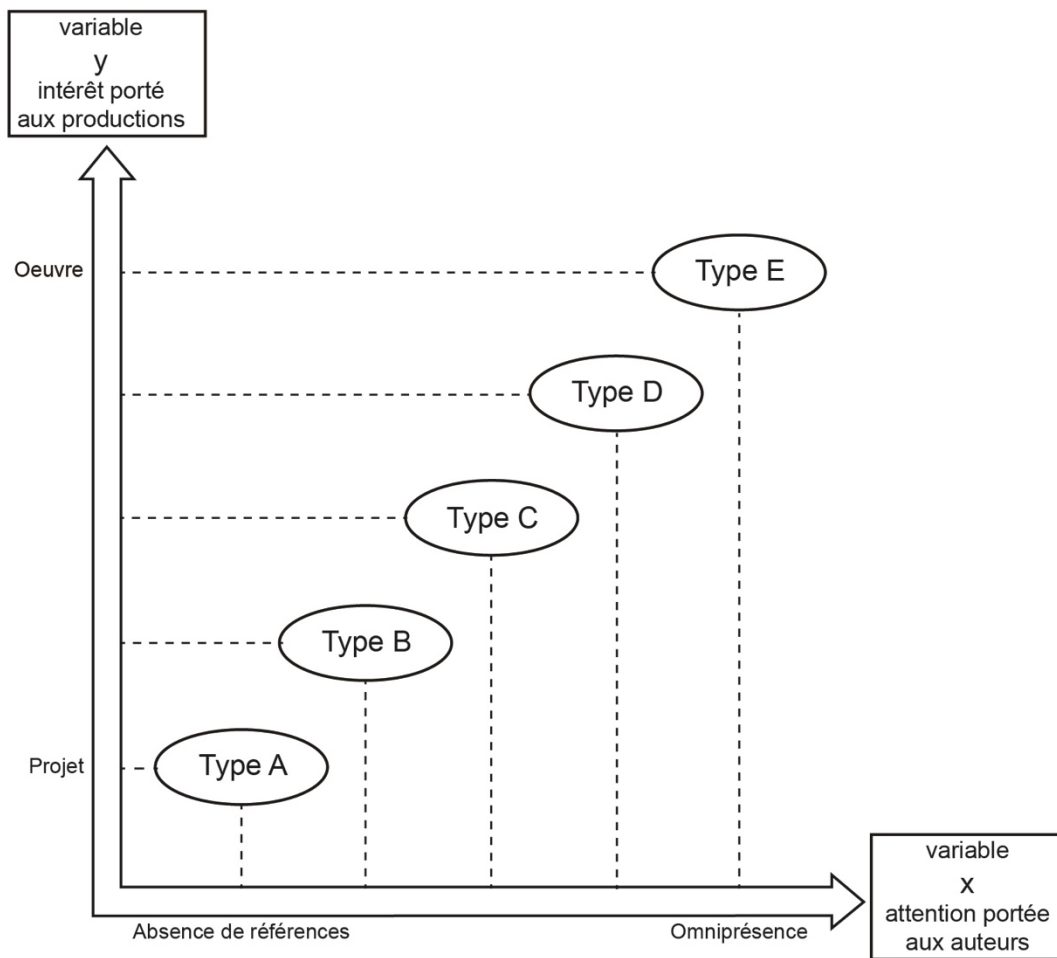 variable
y
intérêt porté
aux productions
Oeuvre
Type E
Type D
Type C
Type B
Projet
Type A
variable
x
attention portée
aux auteurs
Absence de références
Omniprésence